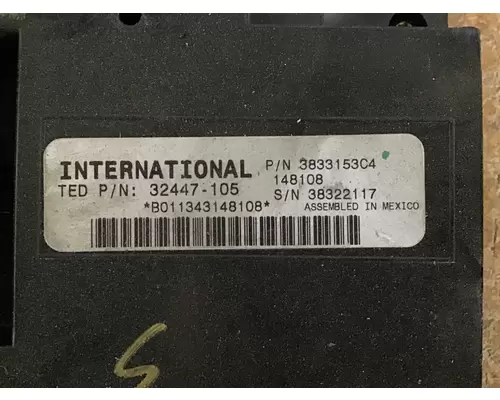 INTERNATIONAL P/N 3833153C4
148108
TED P/N: 32447-105 S/N 38322117
*B011343148108* ASSEMBLED IN MEXICO
S